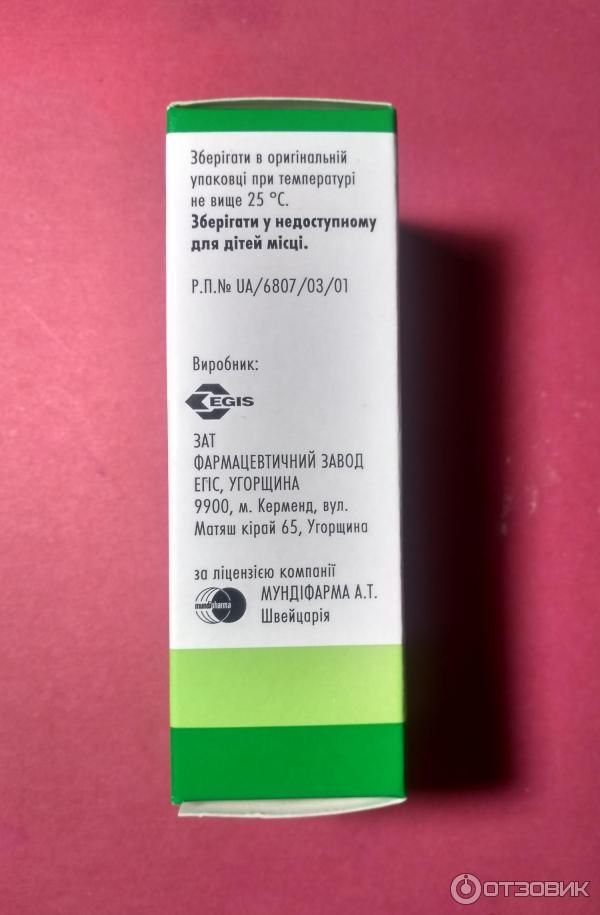 Зберігати в оригінальній
упаковці при температурі
не вище 25 °С.
Зберігати у недоступному
для дітей місці.
Р.П.№ UA/6807/03/01
Виробник:
EGIS
ЗАТ
ФАРМАЦЕВТИЧНИЙ ЗАВОД
ЕГІС, УГОРЩИНА
9900, м. Керменд, вул.
Матяш кірай 65, Угорщина
за ліцензією компанії
mundipharma
МУНДІФАРМА А.Т.
Швейцарія
ОТЗОВИК